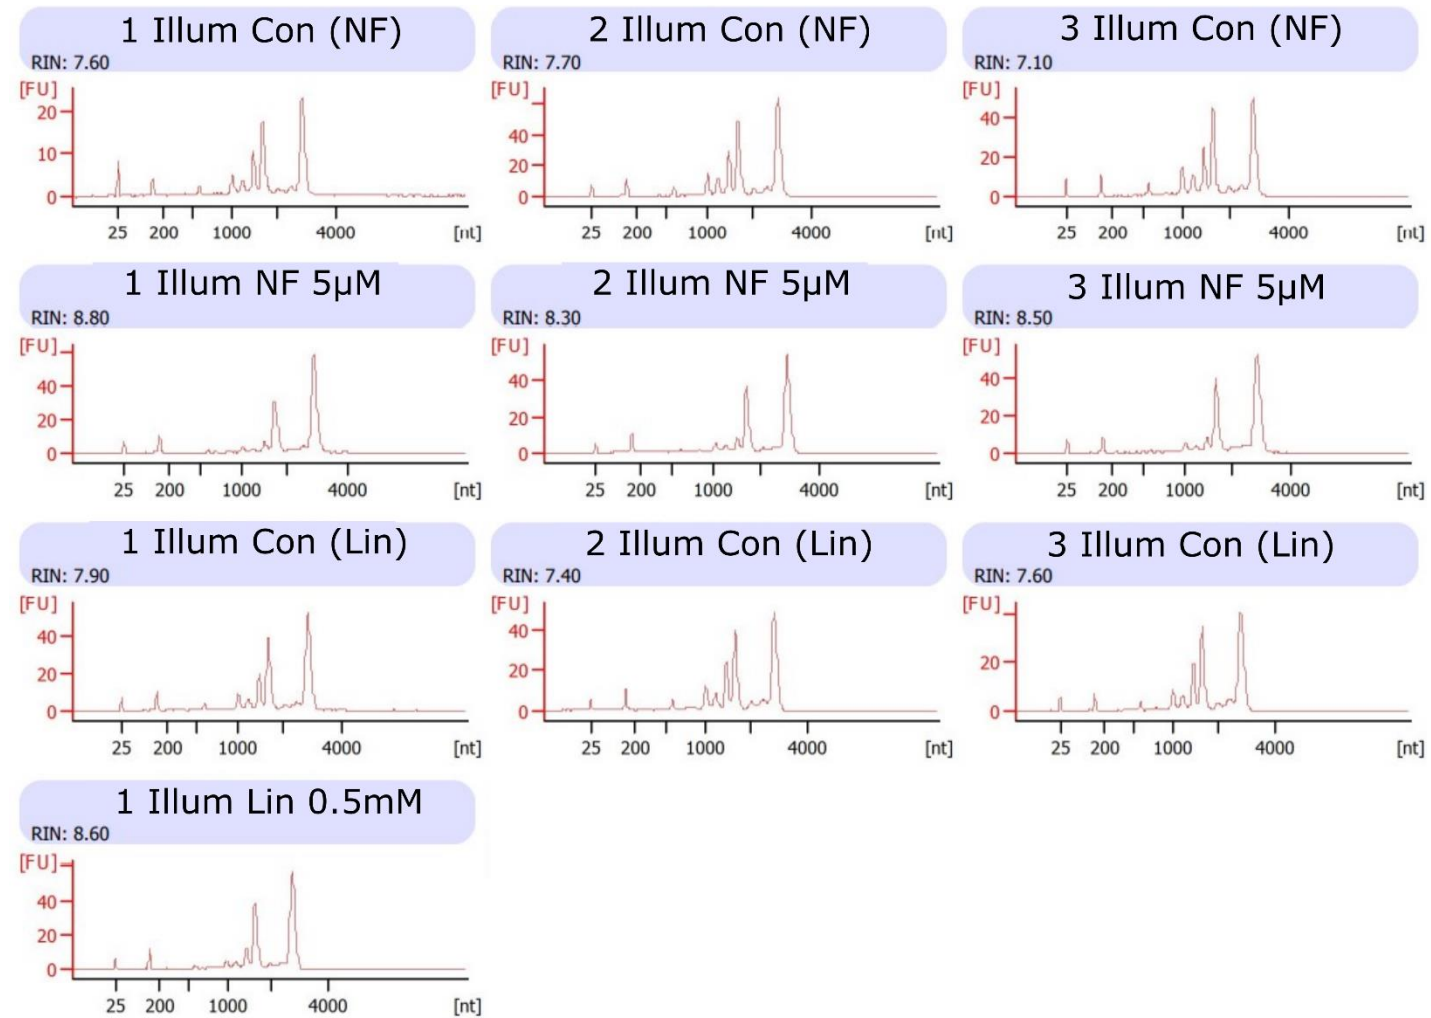 1 Illum Con (NF)
RIN: 7.60
[FU]
20
10
0
25 200 1000 4000 [nt]
2 Illum Con (NF)
RIN: 7.70
[FU]
40
20
0
25 200 1000 4000 [nt]
3 Illum Con (NF)
RIN: 7.10
[FU]
40
20
0
25 200 1000 4000 [nt]
1 Illum NF 5µM
RIN: 8.80
[FU]
40
20
0
25 200 1000 4000 [nt]
2 Illum NF 5µM
RIN: 8.30
[FU]
40
20
0
25 200 1000 4000 [nt]
3 Illum NF 5µM
RIN: 8.50
[FU]
40
20
0
25 200 1000 4000 [nt]
1 Illum Con (Lin)
RIN: 7.90
[FU]
40
20
0
25 200 1000 4000 [nt]
2 Illum Con (Lin)
RIN: 7.40
[FU]
40
20
0
25 200 1000 4000 [nt]
3 Illum Con (Lin)
RIN: 7.60
[FU]
20
0
25 200 1000 4000 [nt]
1 Illum Lin 0.5mM
RIN: 8.60
[FU]
40
20
0
25 200 1000 4000 [nt]